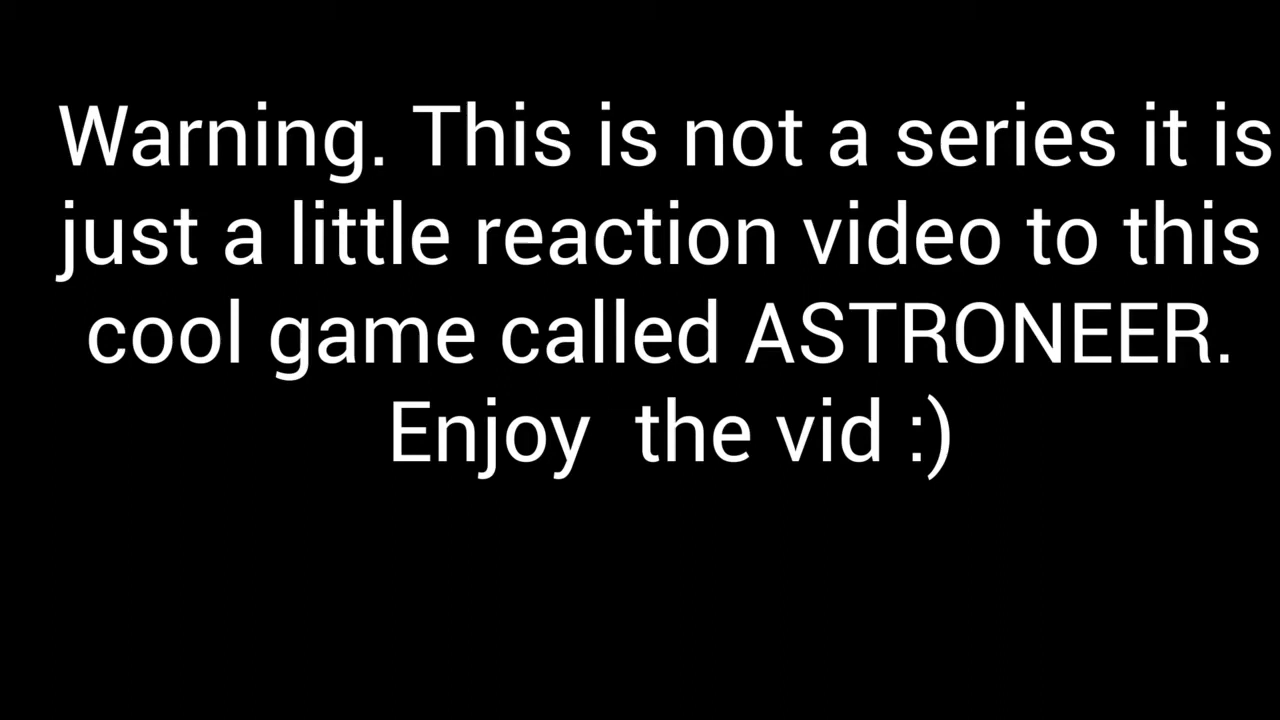 Warning. This is not a series it is
just a little reaction video to this
cool game called ASTRONEER.
Enjoy  the vid :)